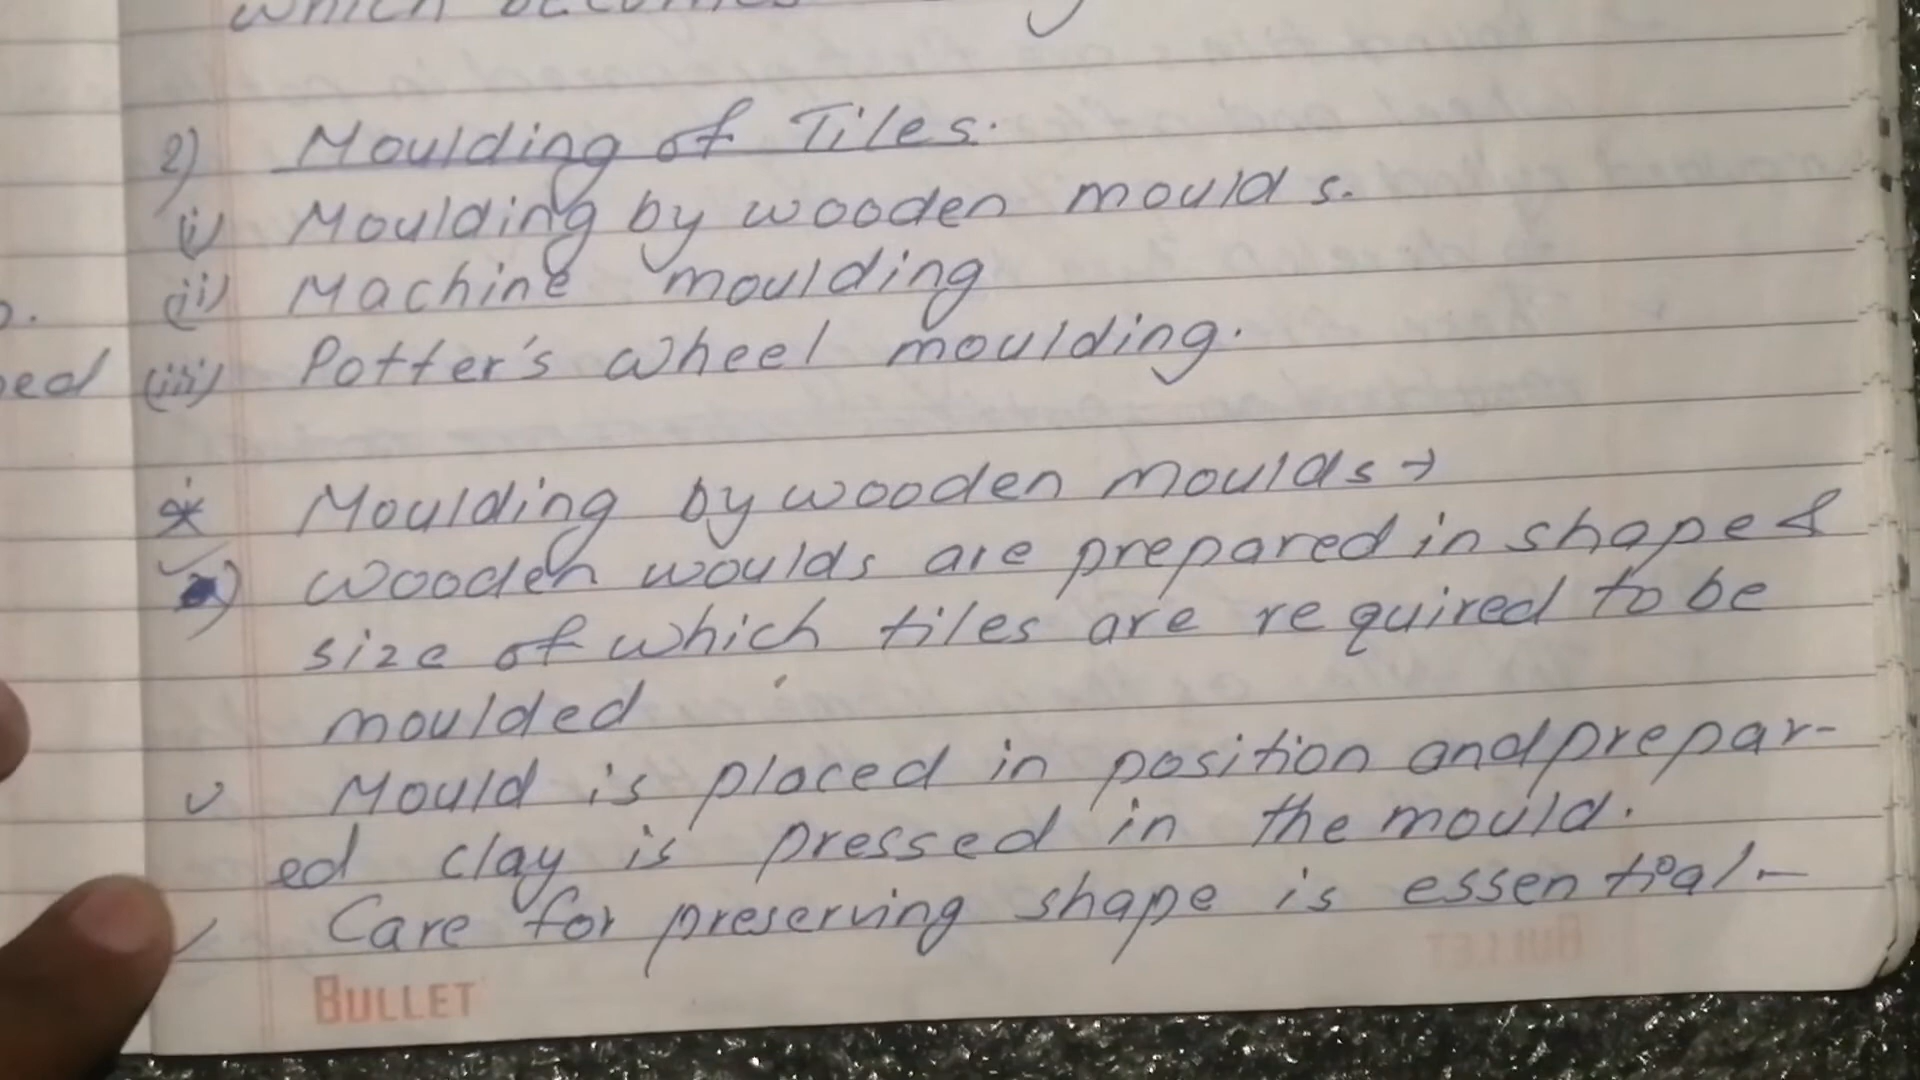 which becomes
2) Moulding of Tiles.
(i) Moulding by wooden moulds.
(ii) Machine moulding
(iii) Potter's wheel moulding.
* Moulding by wooden moulds →
wooden woulds are prepared in shape &
size of which tiles are required to be
moulded
Mould is placed in position and prepar-
ed clay is pressed in the mould.
Care for preserving shape is essential -
BULLET